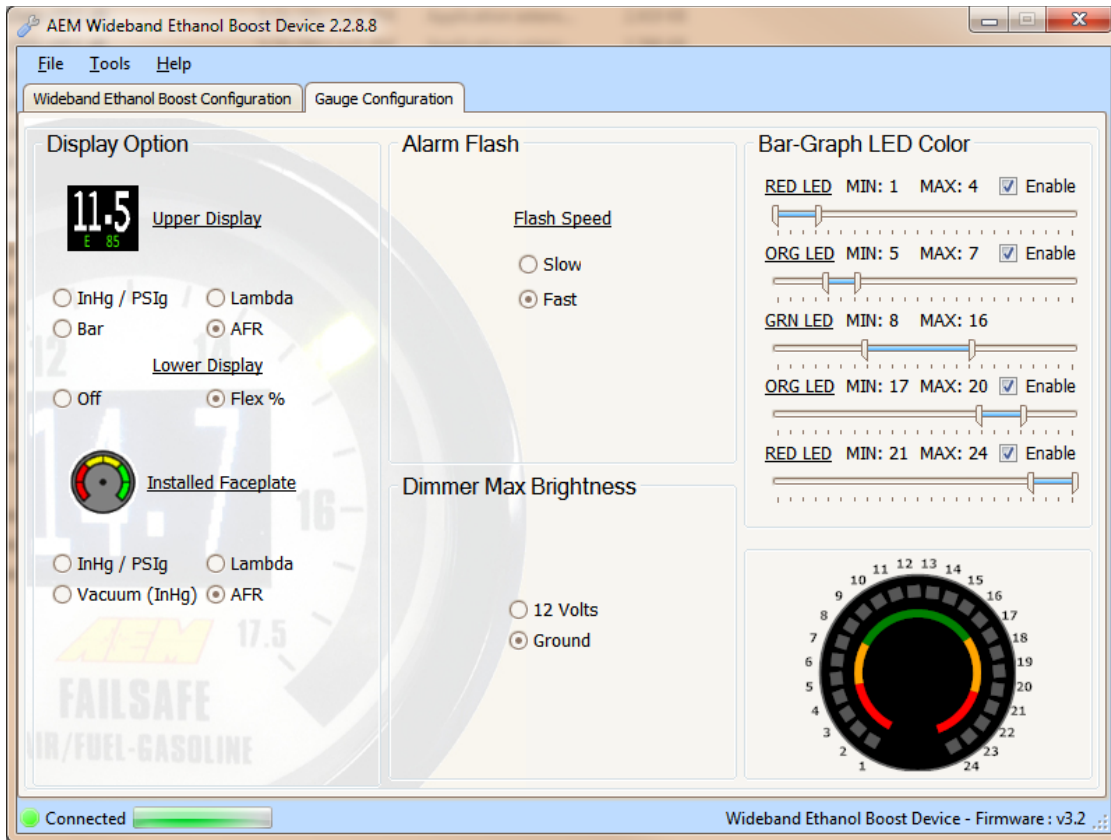 AEM Wideband Ethanol Boost Device 2.2.8.8
File Tools Help
Wideband Ethanol Boost Configuration Gauge Configuration
Display Option
11.5
E 85
Upper Display
InHg / PSIg Lambda
Bar AFR
Lower Display
Off Flex %
Installed Faceplate
InHg / PSIg Lambda
Vacuum (InHg) AFR
12
14
14.7
16
17.5
AEM
FAILSAFE
AIR/FUEL-GASOLINE
Alarm Flash
Flash Speed
Slow
Fast
Dimmer Max Brightness
12 Volts
Ground
Bar-Graph LED Color
RED LED MIN: 1 MAX: 4 Enable
ORG LED MIN: 5 MAX: 7 Enable
GRN LED MIN: 8 MAX: 16
ORG LED MIN: 17 MAX: 20 Enable
RED LED MIN: 21 MAX: 24 Enable
1
2
3
4
5
6
7
8
9
10
11
12
13
14
15
16
17
18
19
20
21
22
23
24
Connected
Wideband Ethanol Boost Device - Firmware : v3.2